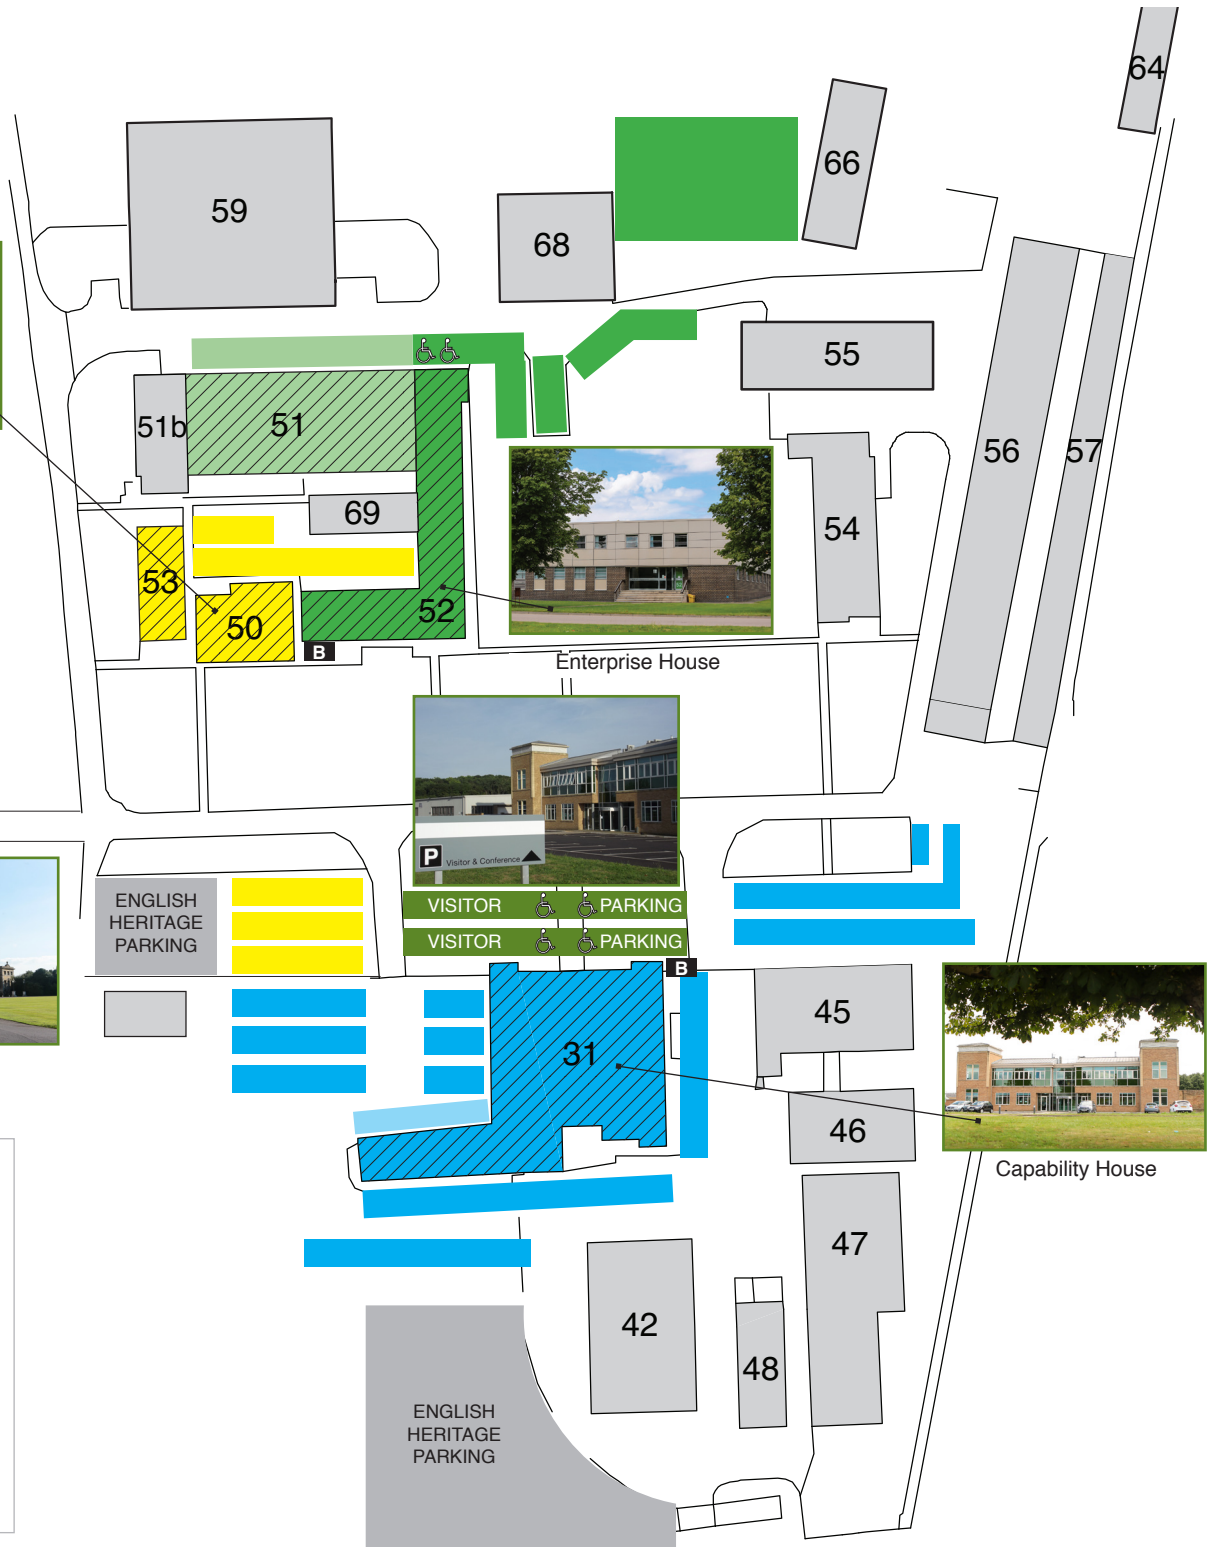 64
59
66
68
55
51b
51
56
57
69
54
53
50
52
B
Enterprise House
P
Visitor & Conference
ENGLISH
HERITAGE
PARKING
VISITOR PARKING
VISITOR PARKING
B
45
31
46
Capability House
47
42
48
ENGLISH
HERITAGE
PARKING